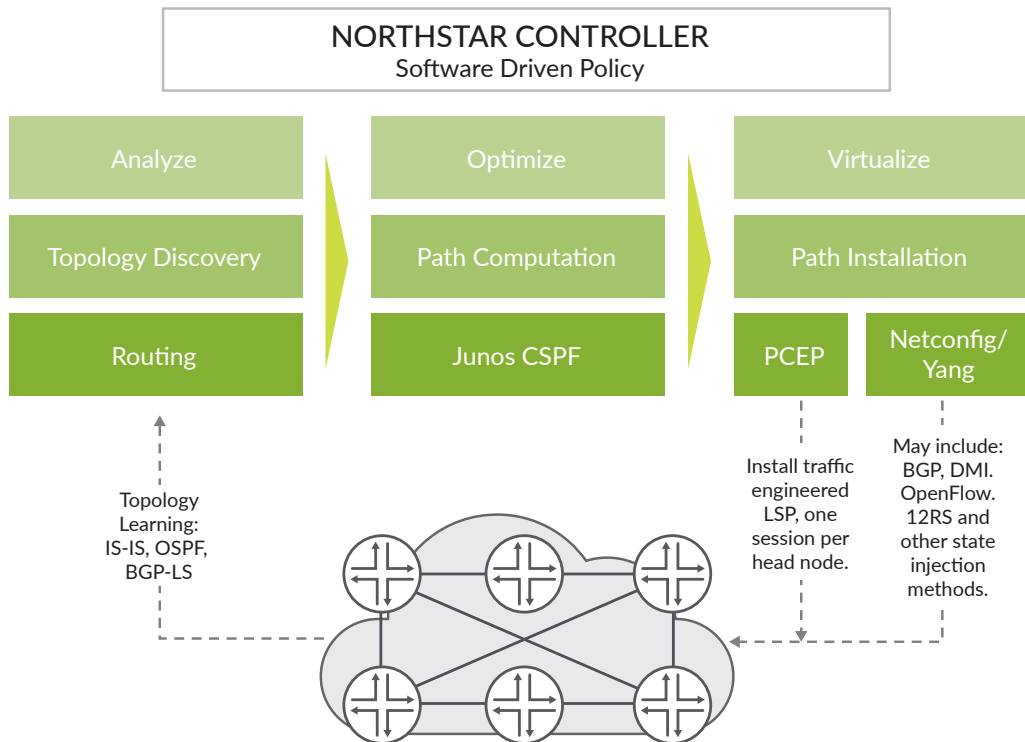 NORTHSTAR CONTROLLER
Software Driven Policy
Analyze
Optimize
Virtualize
Topology Discovery
Path Computation
Path Installation
Routing
Junos CSPF
PCEP
Netconfig/
Yang
Topology
Learning:
IS-IS, OSPF,
BGP-LS
Install traffic
engineered
LSP, one
session per
head node.
May include:
BGP, DMI.
OpenFlow.
12RS and
other state
injection
methods.